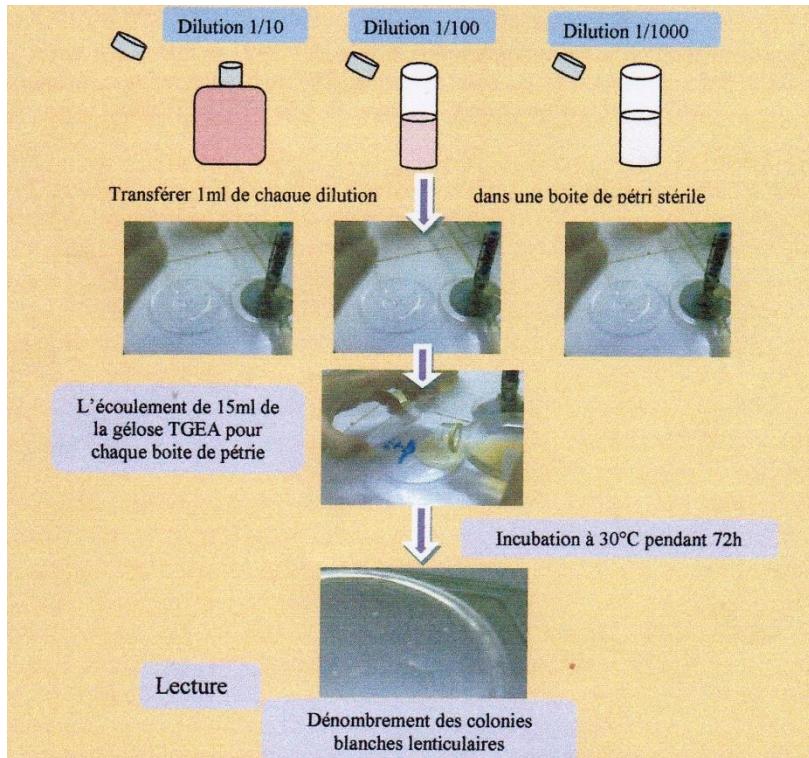 Dilution 1/10
Dilution 1/100
Dilution 1/1000
Transférer 1ml de chaque dilution
dans une boite de pétri stérile
L'écoulement de 15ml de
la gélose TGEA pour
chaque boite de pétrie
Incubation à 30°C pendant 72h
Lecture
Dénombrement des colonies
blanches lenticulaires